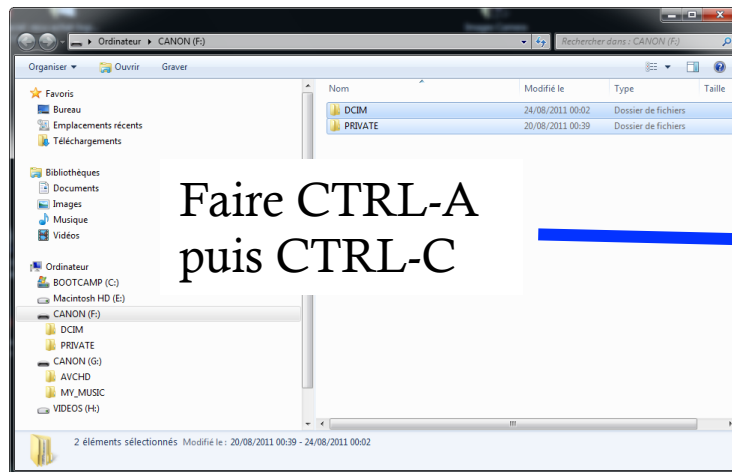 Ordinateur ▸ CANON (F:)
Rechercher dans : CANON (F:)
Organiser
Ouvrir
Graver
Nom
Modifié le
Type
Taille
DCIM
24/08/2011 00:02
Dossier de fichiers
PRIVATE
20/08/2011 00:39
Dossier de fichiers
Favoris
Bureau
Emplacements récents
Téléchargements
Bibliothèques
Documents
Images
Musique
Vidéos
Faire CTRL-A
puis CTRL-C
Ordinateur
BOOTCAMP (C:)
Macintosh HD (E:)
CANON (F:)
DCIM
PRIVATE
CANON (G:)
AVCHD
MY_MUSIC
VIDEOS (H:)
2 éléments sélectionnés Modifié le : 20/08/2011 00:39 - 24/08/2011 00:02